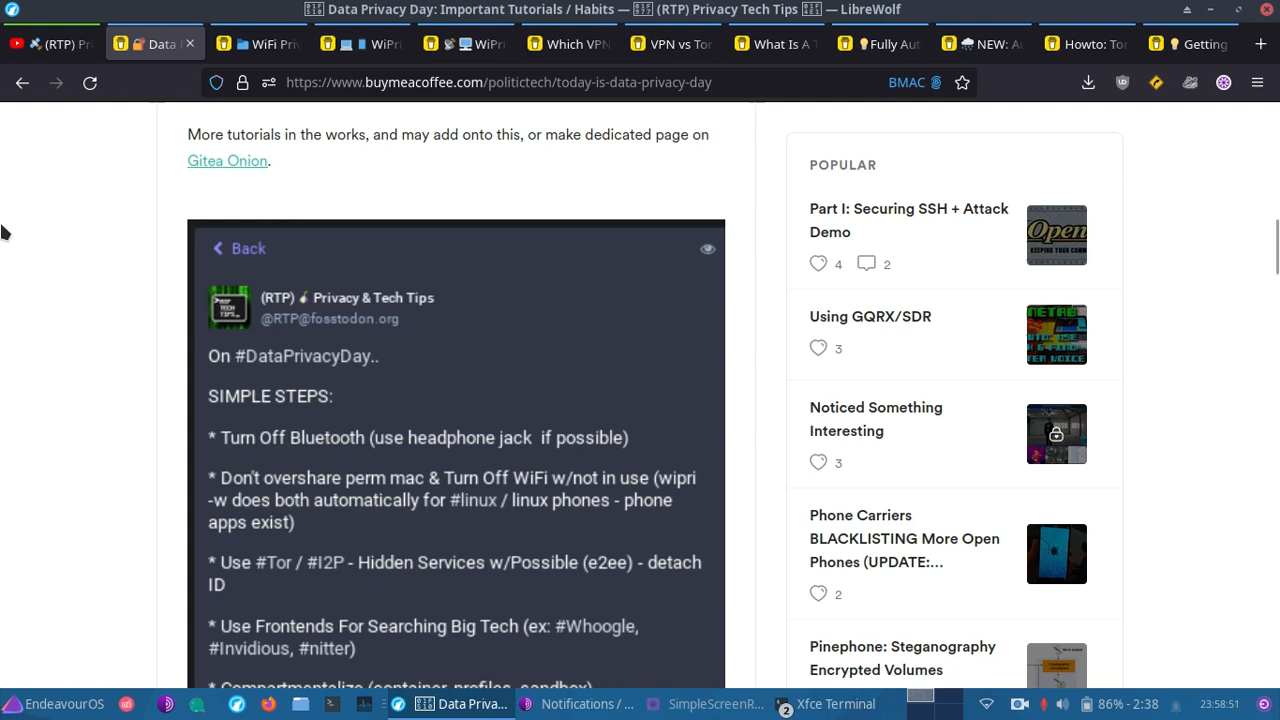 Data Privacy Day: Important Tutorials / Habits — (RTP) Privacy Tech Tips — LibreWolf
(RTP) Pri
Data
WiFi Priv
WiPri
WiPri
Which VPN
VPN vs Tor
What Is A T
Fully Aut
NEW: Au
Howto: Tor
Getting
https://www.buymeacoffee.com/politictech/today-is-data-privacy-day
BMAC
More tutorials in the works, and may add onto this, or make dedicated page on
Gitea Onion.
Back
(RTP) Privacy & Tech Tips
@RTP@fosstodon.org
On #DataPrivacyDay..
SIMPLE STEPS:
* Turn Off Bluetooth (use headphone jack if possible)
* Don't overshare perm mac & Turn Off WiFi w/not in use (wipri
-w does both automatically for #linux / linux phones - phone
apps exist)
* Use #Tor / #I2P - Hidden Services w/Possible (e2ee) - detach
ID
* Use Frontends For Searching Big Tech (ex: #Whoogle,
#Invidious, #nitter)
POPULAR
Part I: Securing SSH + Attack
Demo
4 2
Open
KEEPING YOUR COMM
Using GQRX/SDR
3
Noticed Something
Interesting
3
Phone Carriers
BLACKLISTING More Open
Phones (UPDATE:...
2
Pinephone: Steganography
Encrypted Volumes
EndeavourOS
Data Priva...
Notifications / ...
SimpleScreenR...
2
Xfce Terminal
86% - 2:38
23:58:51